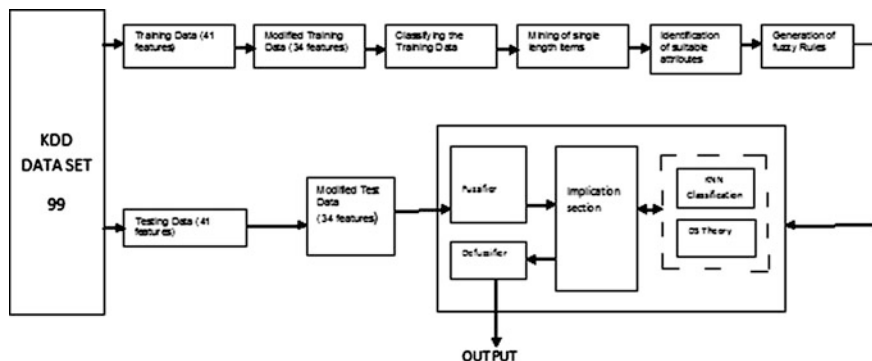 KDD
DATA SET
99
Training Data (41
features)
Modified Training
Data (34 features)
Classifying the
Training Data
Mining of single
length items
Identification
of suitable
attributes
Generation of
fuzzy Rules
Testing Data (41
features)
Modified Test
Data
(34 features)
Fuzzifier
Defuzzifier
Implication
section
KNN
Classification
DS Theory
OUTPUT